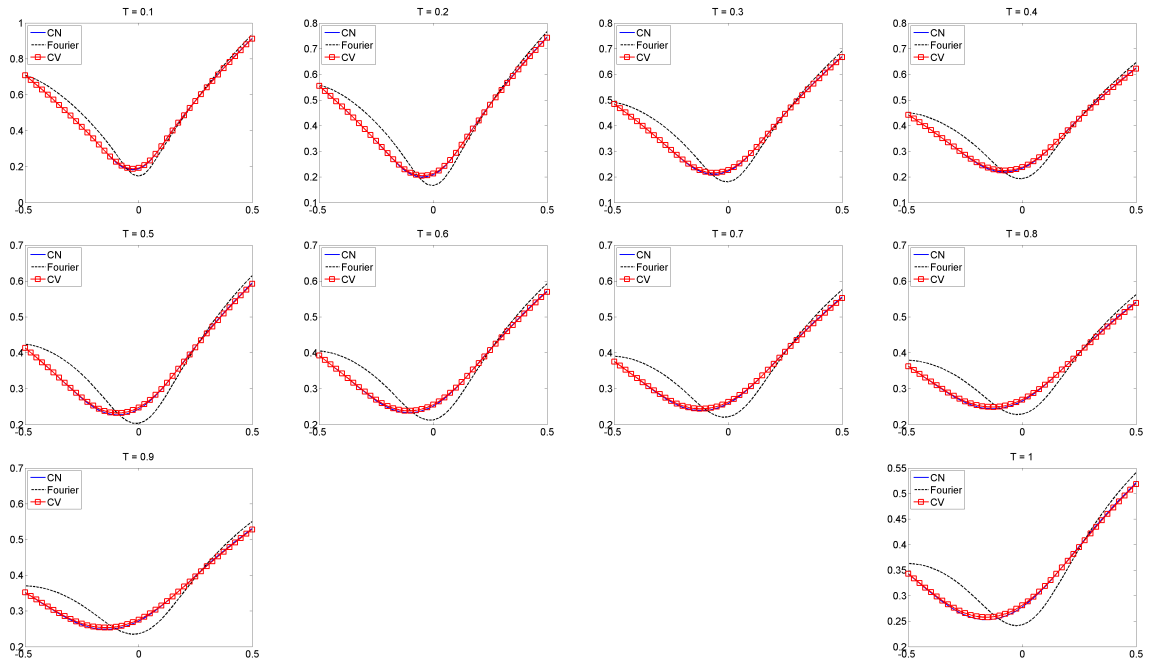 T = 0.1
1
0.8
0.6
0.4
0.2
0
CN
Fourier
CV
-0.5 0 0.5
T = 0.2
0.8
0.7
0.6
0.5
0.4
0.3
0.2
0.1
CN
Fourier
CV
-0.5 0 0.5
T = 0.3
0.8
0.7
0.6
0.5
0.4
0.3
0.2
0.1
CN
Fourier
CV
-0.5 0 0.5
T = 0.4
0.8
0.7
0.6
0.5
0.4
0.3
0.2
0.1
CN
Fourier
CV
-0.5 0 0.5
T = 0.5
0.7
0.6
0.5
0.4
0.3
0.2
CN
Fourier
CV
-0.5 0 0.5
T = 0.6
0.7
0.6
0.5
0.4
0.3
0.2
CN
Fourier
CV
-0.5 0 0.5
T = 0.7
0.7
0.6
0.5
0.4
0.3
0.2
CN
Fourier
CV
-0.5 0 0.5
T = 0.8
0.7
0.6
0.5
0.4
0.3
0.2
CN
Fourier
CV
-0.5 0 0.5
T = 0.9
0.7
0.6
0.5
0.4
0.3
0.2
CN
Fourier
CV
-0.5 0 0.5
T = 1
0.55
0.5
0.45
0.4
0.35
0.3
0.25
0.2
CN
Fourier
CV
-0.5 0 0.5